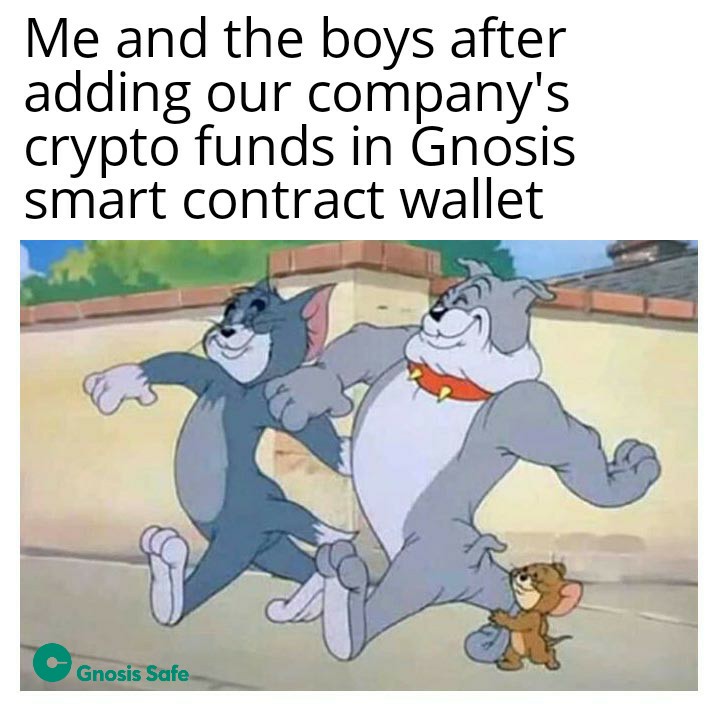 Me and the boys after
adding our company's
crypto funds in Gnosis
smart contract wallet
Gnosis Safe